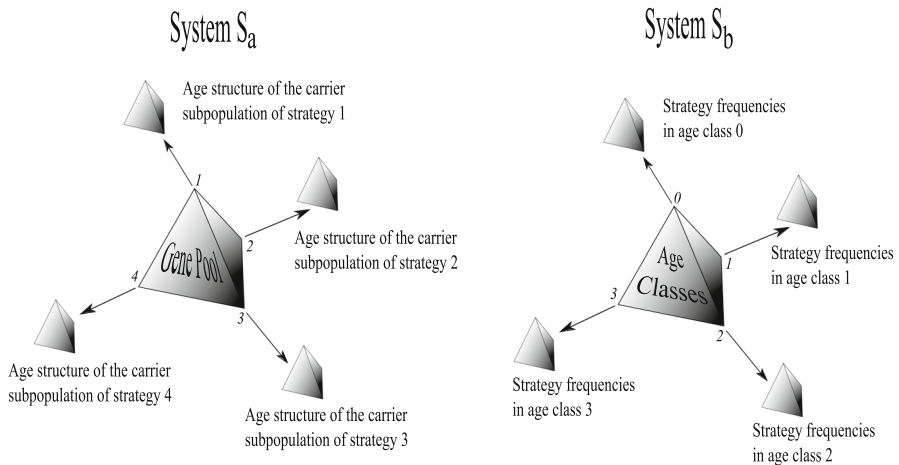 System Sa
Age structure of the carrier
subpopulation of strategy 1
1
2
Gene Pool
Age structure of the carrier
subpopulation of strategy 2
4
3
Age structure of the carrier
subpopulation of strategy 4
Age structure of the carrier
subpopulation of strategy 3
System Sb
Strategy frequencies
in age class 0
0
1
Age
Classes
Strategy frequencies
in age class 1
3
2
Strategy frequencies
in age class 3
Strategy frequencies
in age class 2